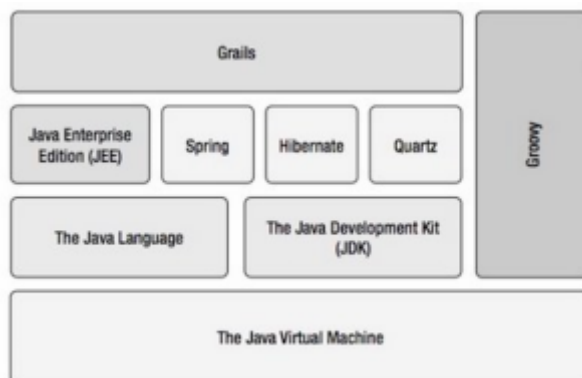 Grails
Java Enterprise
Edition (JEE)
Spring
Hibernate
Quartz
Groovy
The Java Language
The Java Development Kit
(JDK)
The Java Virtual Machine